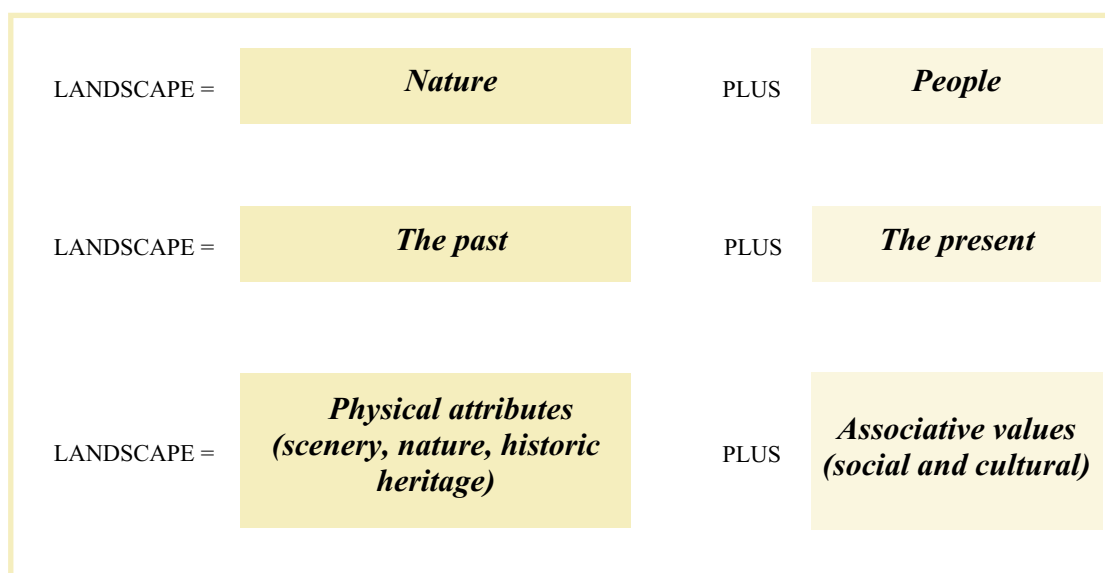 LANDSCAPE = Nature PLUS People
LANDSCAPE = The past PLUS The present
LANDSCAPE = Physical attributes
(scenery, nature, historic
heritage) PLUS Associative values
(social and cultural)